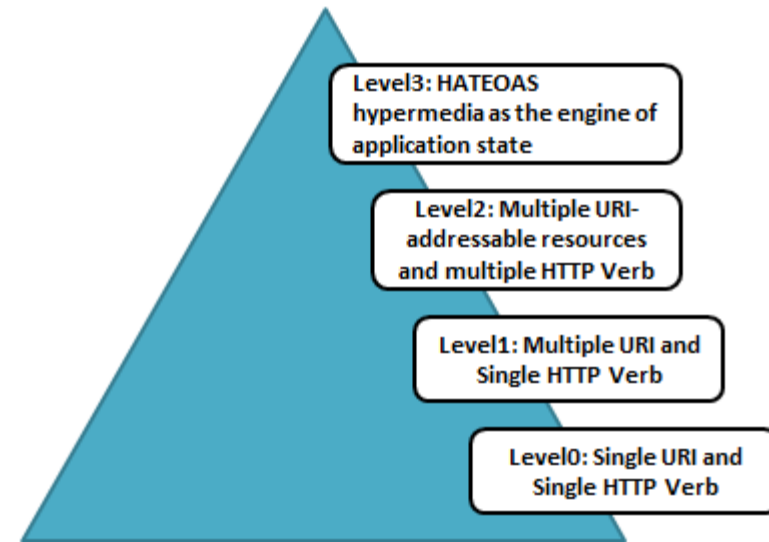 Level3: HATEOAS
hypermedia as the engine of
application state
Level2: Multiple URI-
addressable resources
and multiple HTTP Verb
Level1: Multiple URI and
Single HTTP Verb
Level0: Single URI and
Single HTTP Verb